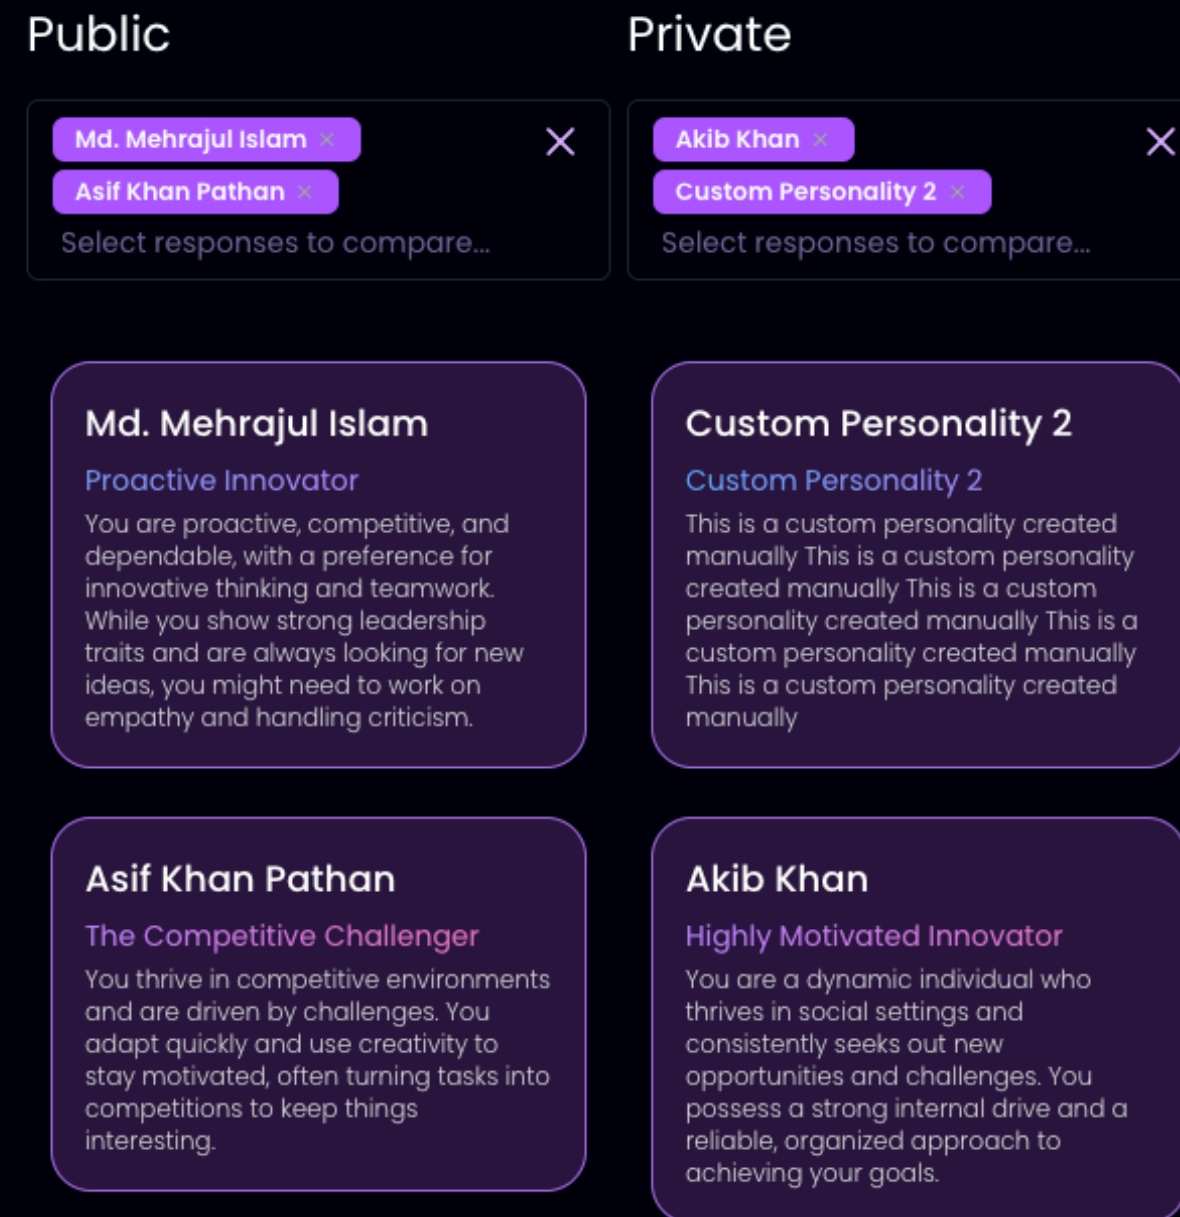 Public
Md. Mehrajul Islam ×
Asif Khan Pathan ×
Select responses to compare...
Private
Akib Khan ×
Custom Personality 2 ×
Select responses to compare...
Md. Mehrajul Islam
Proactive Innovator
You are proactive, competitive, and
dependable, with a preference for
innovative thinking and teamwork.
While you show strong leadership
traits and are always looking for new
ideas, you might need to work on
empathy and handling criticism.
Custom Personality 2
Custom Personality 2
This is a custom personality created
manually This is a custom personality
created manually This is a custom
personality created manually This is a
custom personality created manually
This is a custom personality created
manually
Asif Khan Pathan
The Competitive Challenger
You thrive in competitive environments
and are driven by challenges. You
adapt quickly and use creativity to
stay motivated, often turning tasks into
competitions to keep things
interesting.
Akib Khan
Highly Motivated Innovator
You are a dynamic individual who
thrives in social settings and
consistently seeks out new
opportunities and challenges. You
possess a strong internal drive and a
reliable, organized approach to
achieving your goals.